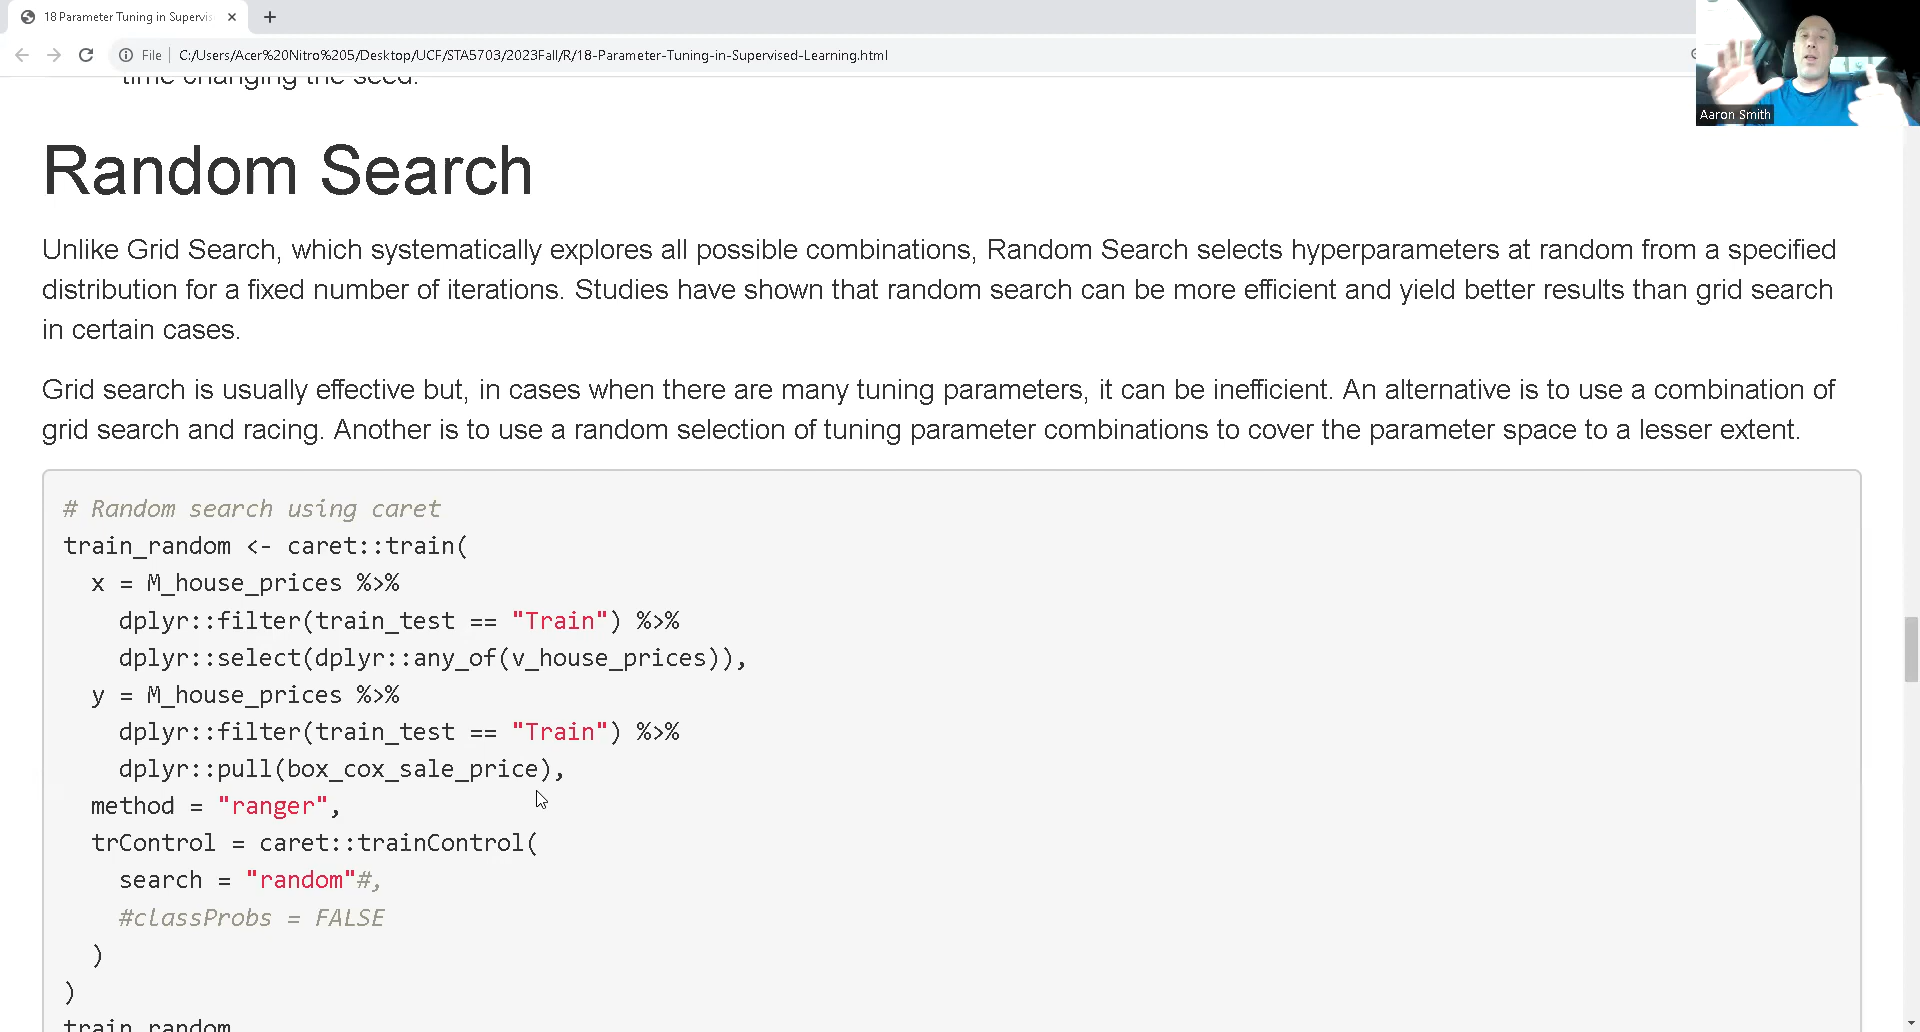 18 Parameter Tuning in Supervis
File
C:/Users/Acer%20Nitro%205/Desktop/UCF/STA5703/2023Fall/R/18-Parameter-Tuning-in-Supervised-Learning.html
Aaron Smith
time changing the seed.
Random Search
Unlike Grid Search, which systematically explores all possible combinations, Random Search selects hyperparameters at random from a specified
distribution for a fixed number of iterations. Studies have shown that random search can be more efficient and yield better results than grid search
in certain cases.
Grid search is usually effective but, in cases when there are many tuning parameters, it can be inefficient. An alternative is to use a combination of
grid search and racing. Another is to use a random selection of tuning parameter combinations to cover the parameter space to a lesser extent.
# Random search using caret
train_random <- caret::train(
  x = M_house_prices %>%
    dplyr::filter(train_test == "Train") %>%
    dplyr::select(dplyr::any_of(v_house_prices)),
  y = M_house_prices %>%
    dplyr::filter(train_test == "Train") %>%
    dplyr::pull(box_cox_sale_price),
  method = "ranger",
  trControl = caret::trainControl(
    search = "random"#,
    #classProbs = FALSE
  )
)
train_random